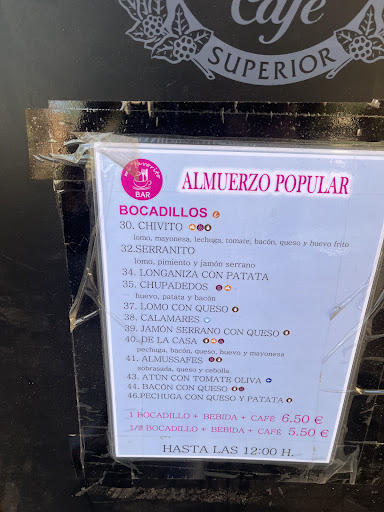 Café
SUPERIOR
BAR
ALMUERZO POPULAR
BOCADILLOS
30. CHIVITO
lomo, mayonesa, lechuga, tomate, bacón, queso y huevo frito
32.SERRANITO
lomo, pimiento y jamón serrano
34. LONGANIZA CON PATATA
35. CHUPADEDOS
huevo, patata y bacón
37. LOMO CON QUESO
38. CALAMARES
39. JAMÓN SERRANO CON QUESO
40. DE LA CASA
pechuga, bacón, queso, huevo y mayonesa
41. ALMUSSAFES
sobrasada, queso y cebolla
43. ATÚN CON TOMATE OLIVA
44. BACÓN CON QUESO
46.PECHUGA CON QUESO Y PATATA
1 BOCADILLO + BEBIDA + CAFÉ 6.50 €
1/2 BOCADILLO + BEBIDA + CAFÉ 5.50 €
HASTA LAS 12:00 H.